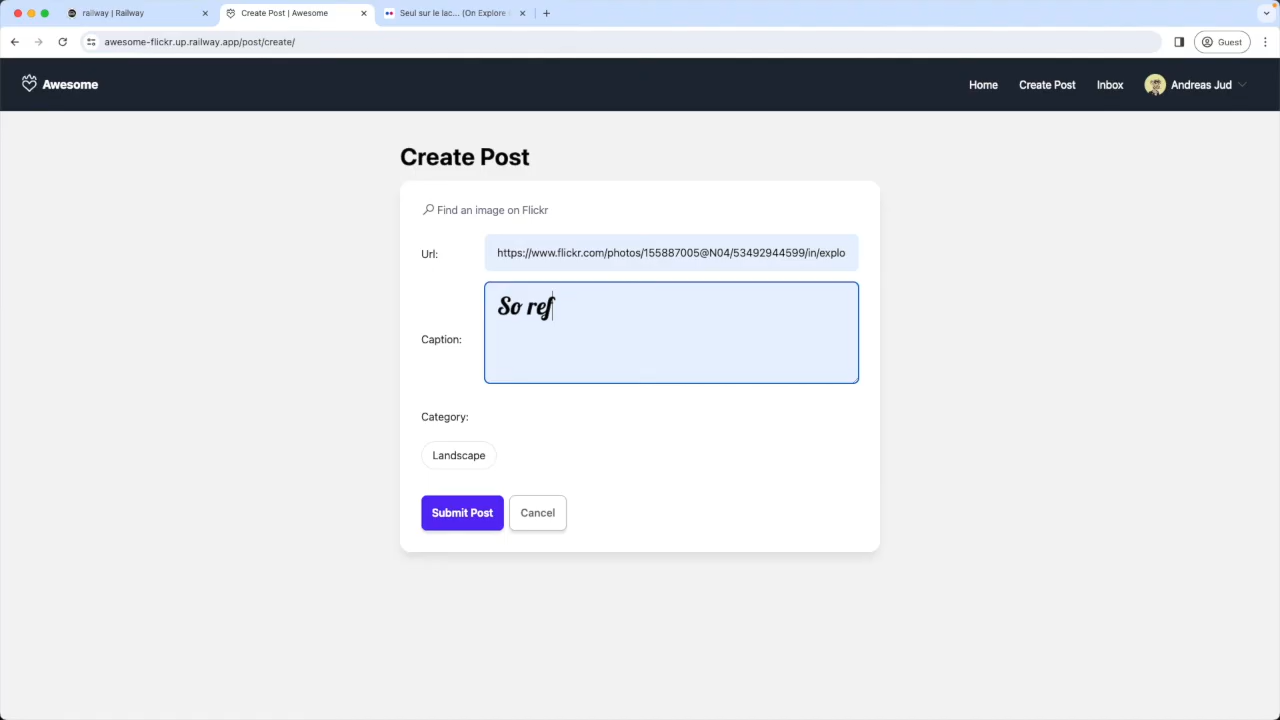 railway | Railway
Create Post | Awesome
Seul sur le lac... (On Explore
awesome-flickr.up.railway.app/post/create/
Guest
Awesome
Home
Create Post
Inbox
Andreas Jud
Create Post
Find an image on Flickr
Url:
https://www.flickr.com/photos/155887005@N04/53492944599/in/explo
So ref
Caption:
Category:
Landscape
Submit Post
Cancel